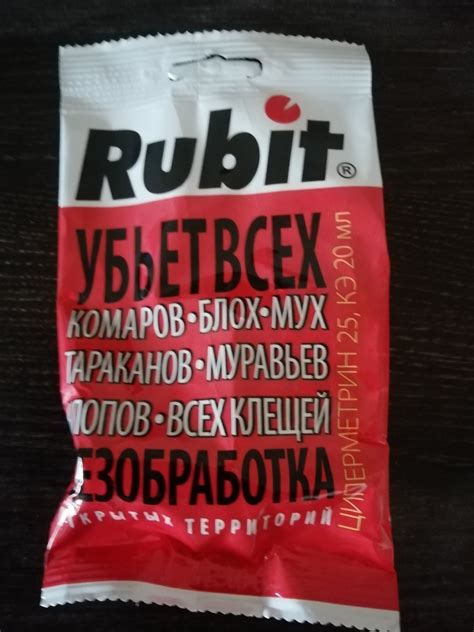 Rubit®
УБЬЕТ ВСЕХ
КОМАРОВ·БЛОХ·МУХ
ТАРАКАНОВ·МУРАВЬЕВ
ЛОПОВ·ВСЕХ КЛЕЩЕЙ
ЕЗОБРАБОТКА
КРЫТЫХ ТЕРРИТОРИЙ
ЦИПЕРМЕТРИН 25, КЭ 20 мл